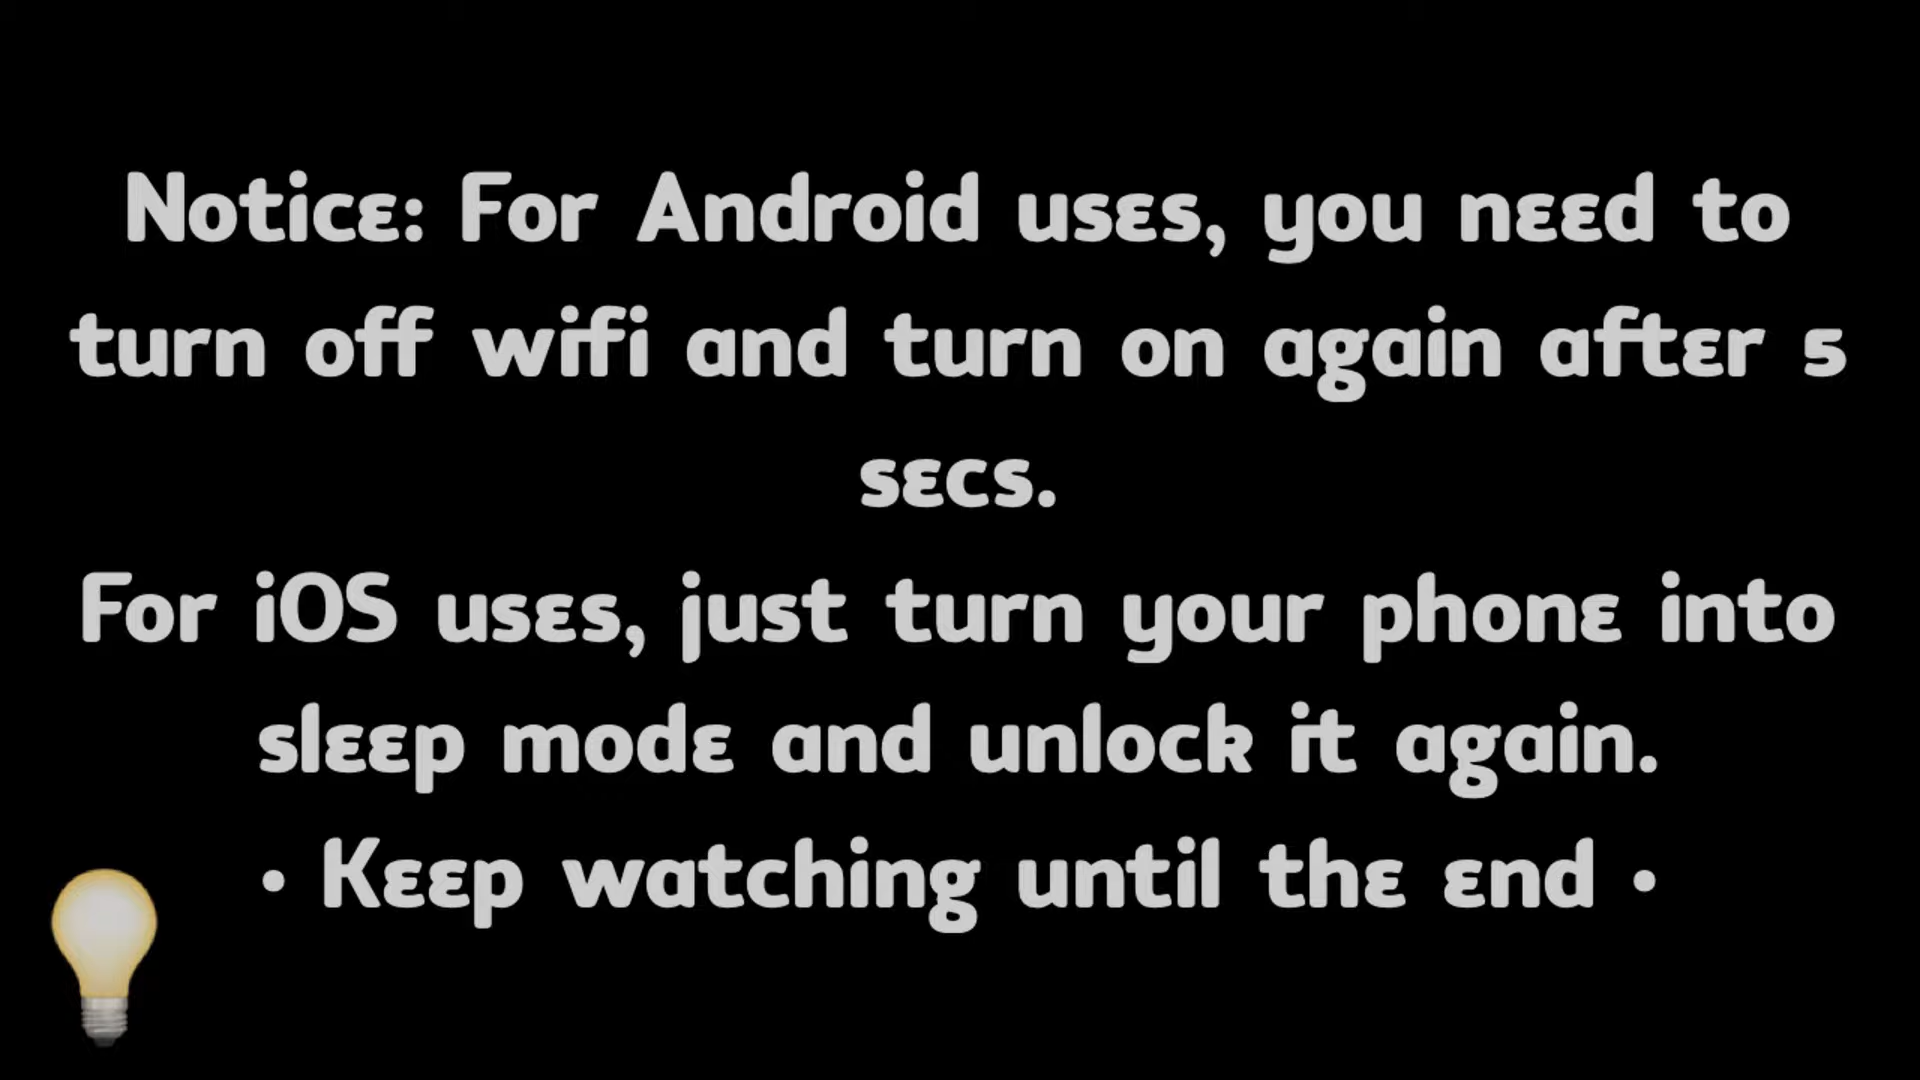 Notice: For Android uses, you need to
turn off wifi and turn on again after s
secs.
For iOS uses, just turn your phone into
sleep mode and unlock it again.
• Keep watching until the end •